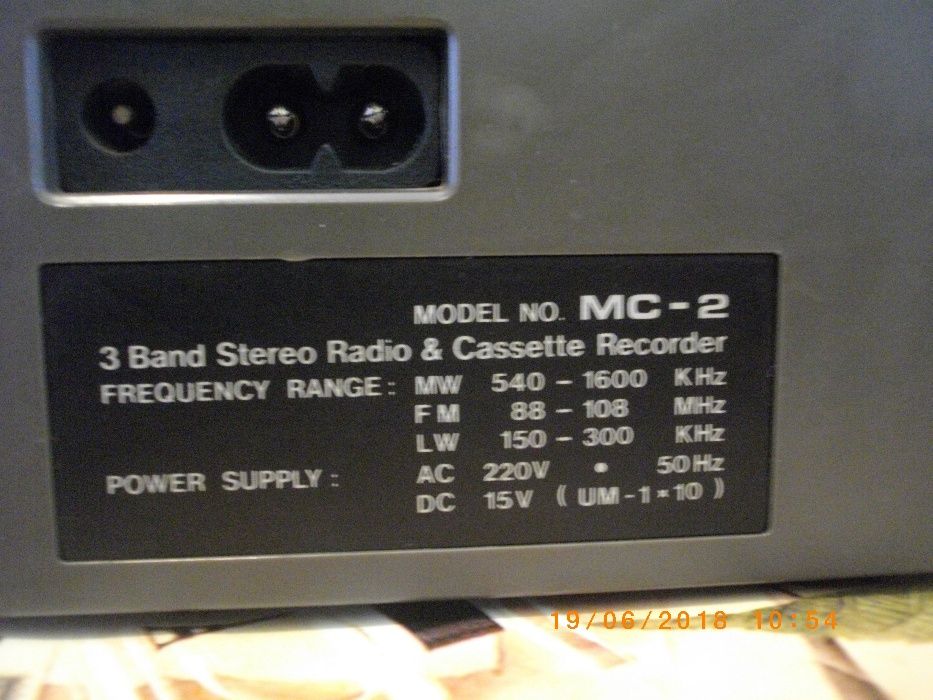 MODEL NO. MC-2
3 Band Stereo Radio & Cassette Recorder
FREQUENCY RANGE: MW 540 - 1600 KHz
FM 88 - 108 MHz
LW 150 - 300 KHz
POWER SUPPLY: AC 220V • 50Hz
DC 15V ( UM-1*10 )
19/06/2018 10:54